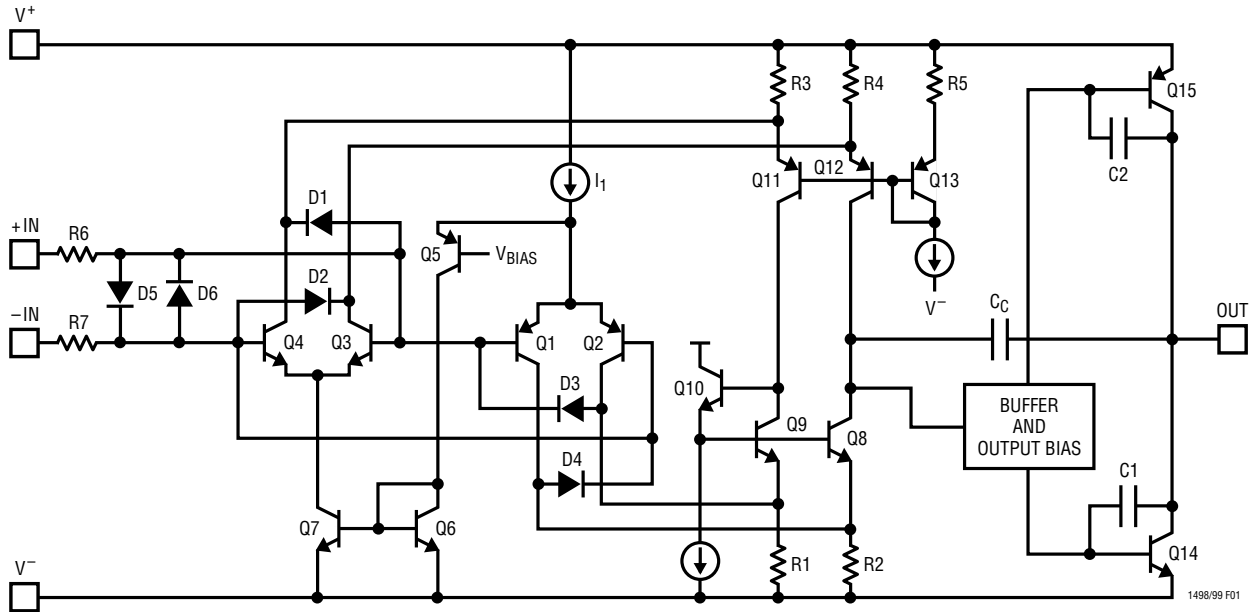 V+
R3
R4
R5
Q15
C2
I1
Q11
Q12
Q13
D1
+IN
R6
Q5
VBIAS
D5
D6
D2
V−
CC
OUT
−IN
R7
Q4
Q3
Q1
Q2
Q10
D3
Q9
Q8
BUFFER
AND
OUTPUT BIAS
D4
C1
Q7
Q6
R1
R2
Q14
V−
1498/99 F01